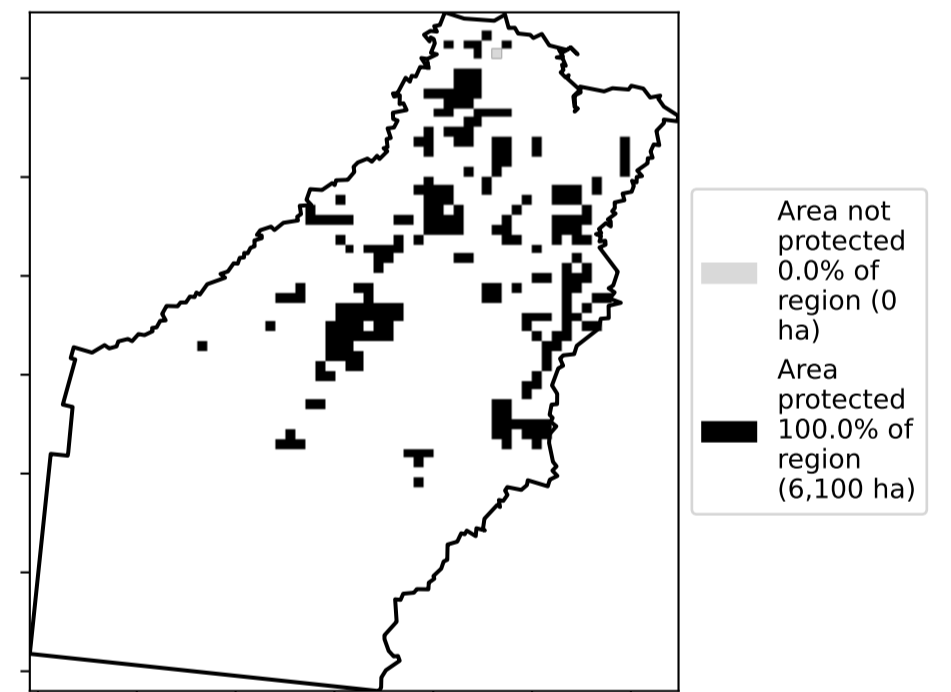 Area not
protected
0.0% of
region (0
ha)
Area
protected
100.0% of
region
(6,100 ha)